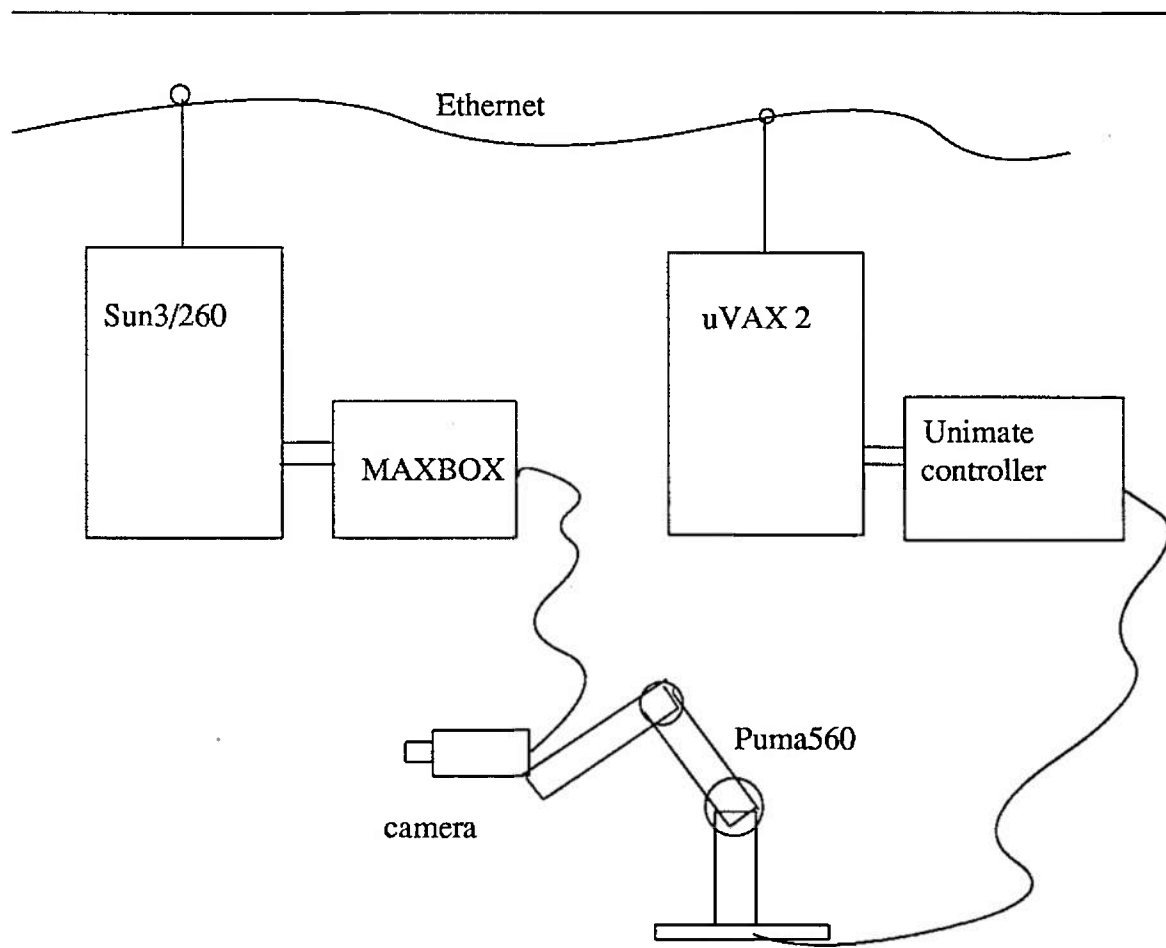 Ethernet
Sun3/260
uVAX 2
MAXBOX
Unimate
controller
Puma560
camera